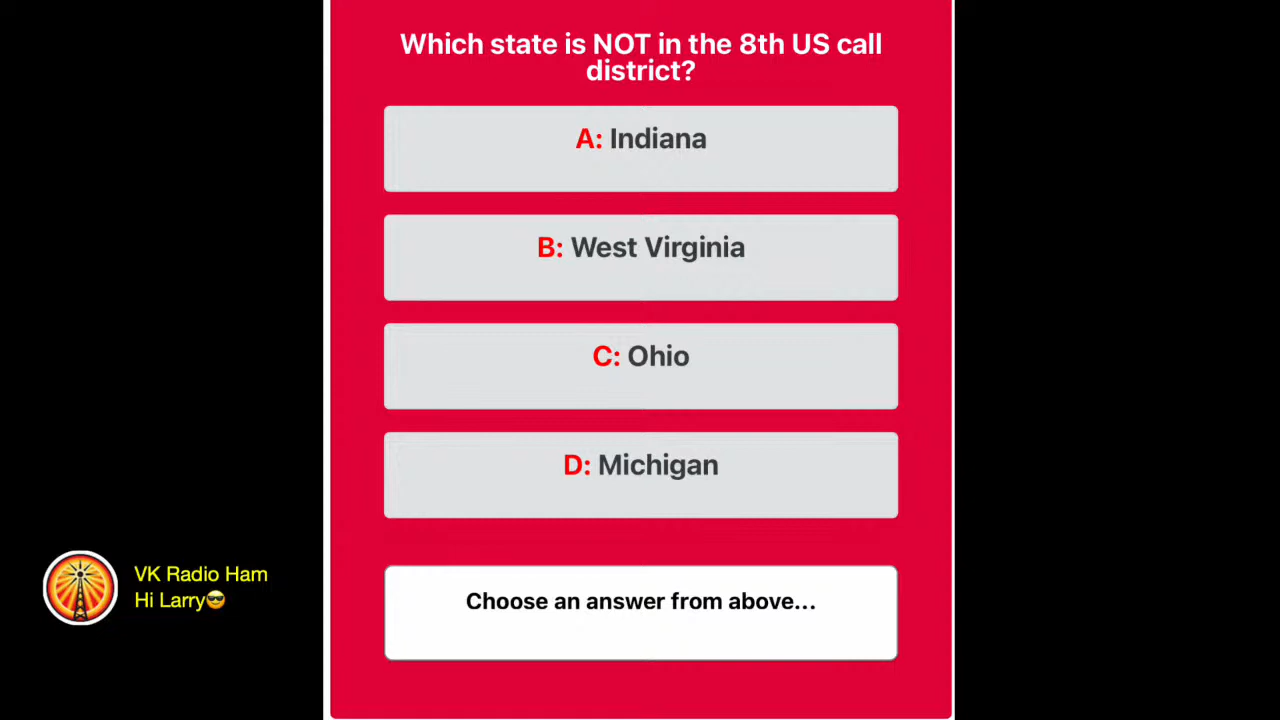 Which state is NOT in the 8th US call
district?
A: Indiana
B: West Virginia
C: Ohio
D: Michigan
VK Radio Ham
Hi Larry😎
Choose an answer from above...